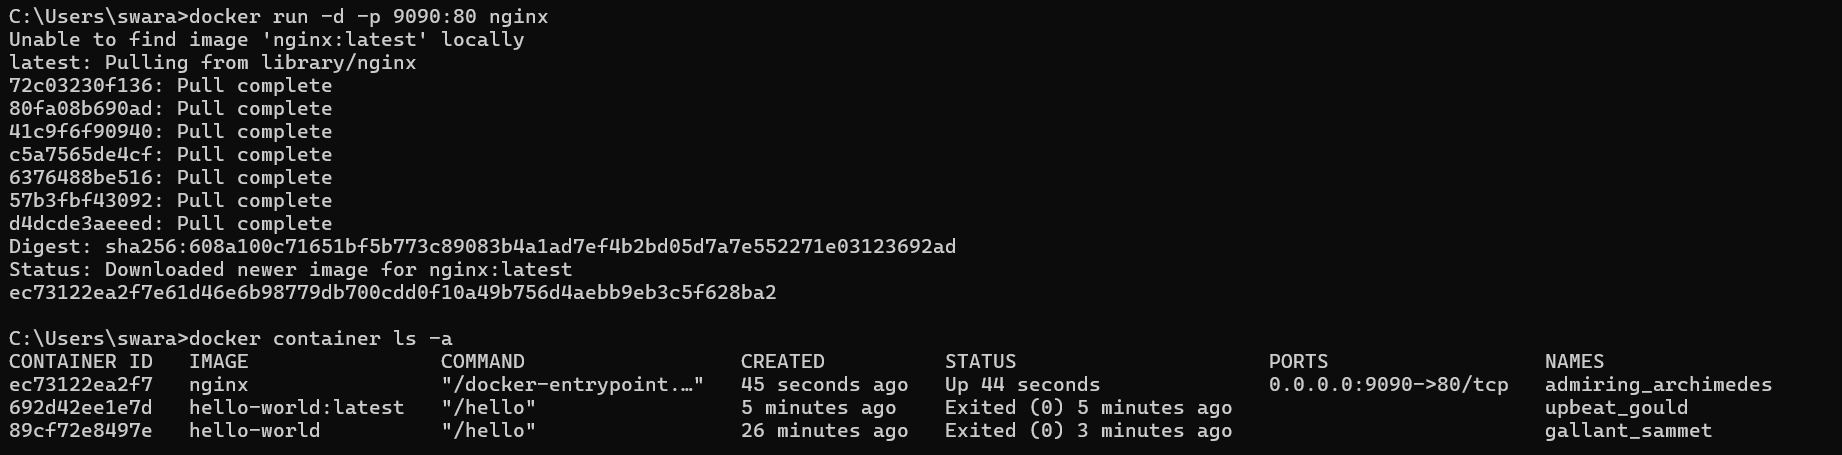 C:\Users\swara>docker run -d -p 9090:80 nginx
Unable to find image 'nginx:latest' locally
latest: Pulling from library/nginx
72c03230f136: Pull complete
80fa08b690ad: Pull complete
41c9f6f90940: Pull complete
c5a7565de4cf: Pull complete
6376488be516: Pull complete
57b3fbf43092: Pull complete
d4dcde3aeeed: Pull complete
Digest: sha256:608a100c71651bf5b773c89083b4a1ad7ef4b2bd05d7a7e552271e03123692ad
Status: Downloaded newer image for nginx:latest
ec73122ea2f7e61d46e6b98779db700cdd0f10a49b756d4aebb9eb3c5f628ba2
C:\Users\swara>docker container ls -a
CONTAINER ID   IMAGE                COMMAND                  CREATED          STATUS                     PORTS                  NAMES
ec73122ea2f7   nginx                "/docker-entrypoint.…"   45 seconds ago   Up 44 seconds              0.0.0.0:9090->80/tcp   admiring_archimedes
692d42ee1e7d   hello-world:latest   "/hello"                 5 minutes ago    Exited (0) 5 minutes ago                          upbeat_gould
89cf72e8497e   hello-world          "/hello"                 26 minutes ago   Exited (0) 3 minutes ago                          gallant_sammet